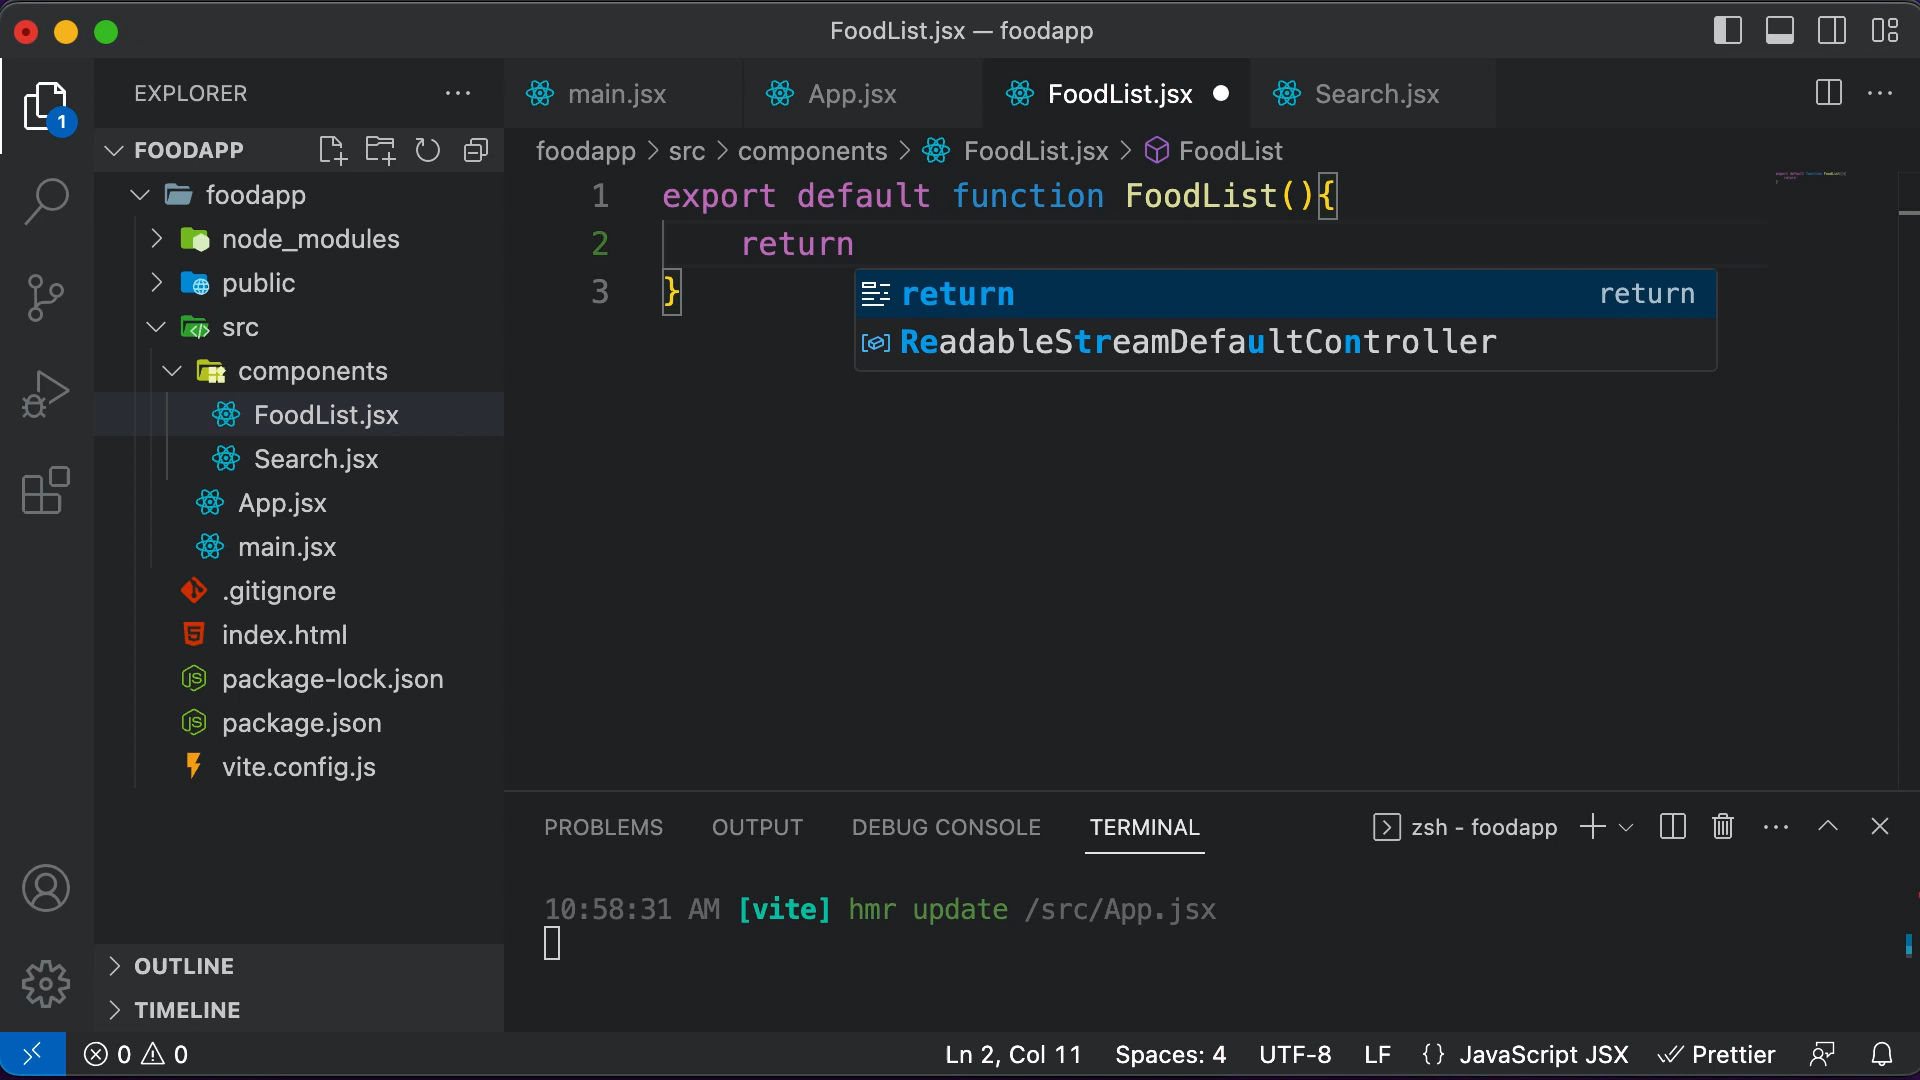 FoodList.jsx — foodapp
1
EXPLORER
FOODAPP
foodapp
node_modules
public
src
components
FoodList.jsx
Search.jsx
App.jsx
main.jsx
.gitignore
index.html
package-lock.json
package.json
vite.config.js
OUTLINE
TIMELINE
main.jsx App.jsx FoodList.jsx Search.jsx
foodapp > src > components > FoodList.jsx > FoodList
1 export default function FoodList(){
2 return
3 }
return return
ReadableStreamDefaultController
PROBLEMS OUTPUT DEBUG CONSOLE TERMINAL zsh - foodapp
10:58:31 AM [vite] hmr update /src/App.jsx
0 0 Ln 2, Col 11 Spaces: 4 UTF-8 LF {} JavaScript JSX Prettier